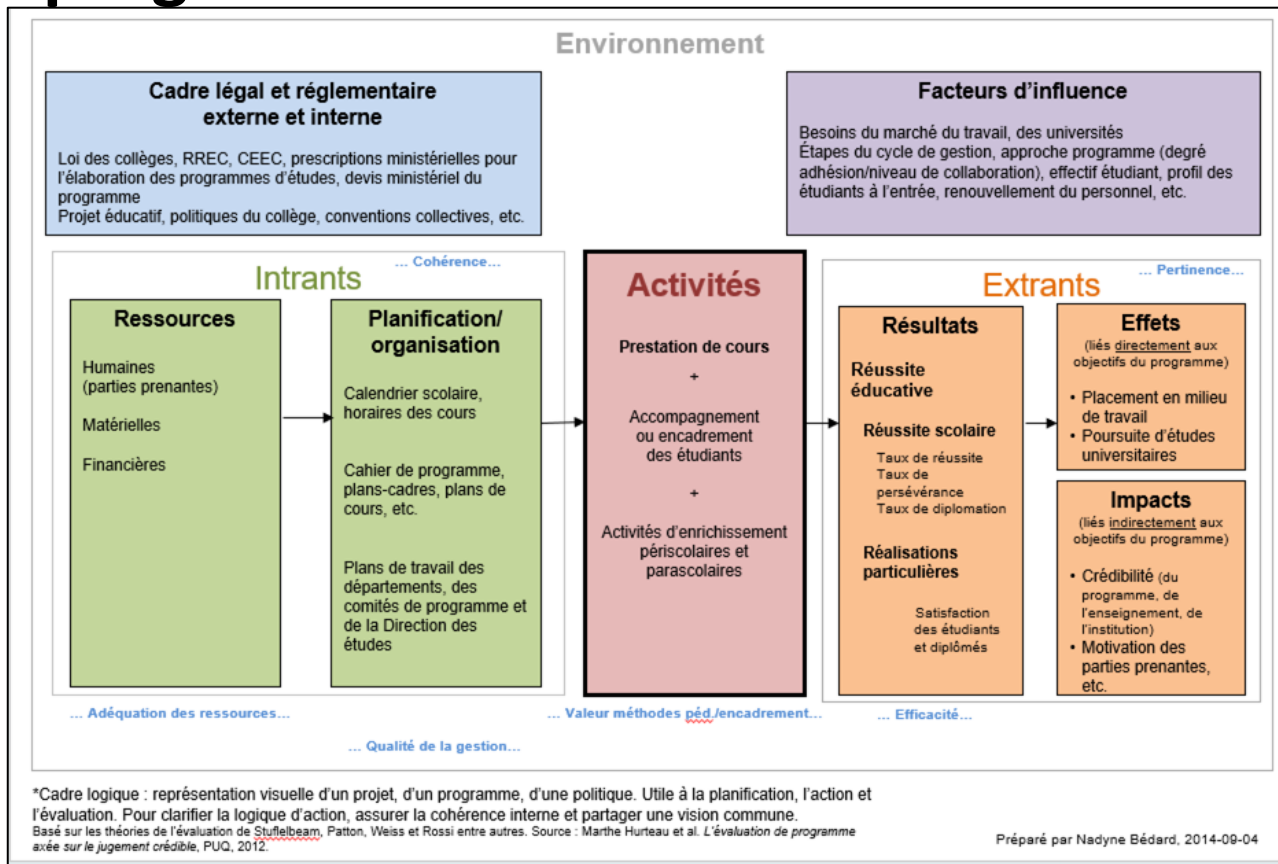 Environnement
Cadre légal et réglementaire
externe et interne
Loi des collèges, RREC, CEEC, prescriptions ministérielles pour
l'élaboration des programmes d'études, devis ministériel du
programme
Projet éducatif, politiques du collège, conventions collectives, etc.
Facteurs d'influence
Besoins du marché du travail, des universités
Étapes du cycle de gestion, approche programme (degré
adhésion/niveau de collaboration), effectif étudiant, profil des
étudiants à l'entrée, renouvellement du personnel, etc.
... Cohérence...
Intrants
Ressources
Humaines
(parties prenantes)
Matérielles
Financières
Planification/
organisation
Calendrier scolaire,
horaires des cours
Cahier de programme,
plans-cadres, plans de
cours, etc.
Plans de travail des
départements, des
comités de programme et
de la Direction des
études
Activités
Prestation de cours
+
Accompagnement
ou encadrement
des étudiants
+
Activités d'enrichissement
périscolaires et
parascolaires
... Pertinence...
Extrants
Résultats
Réussite
éducative
Réussite scolaire
Taux de réussite
Taux de
persévérance
Taux de diplomation
Réalisations
particulières
Satisfaction
des étudiants
et diplômés
Effets
(liés directement aux
objectifs du programme)
• Placement en milieu
de travail
• Poursuite d'études
universitaires
Impacts
(liés indirectement aux
objectifs du programme)
• Crédibilité (du
programme, de
l'enseignement, de
l'institution)
• Motivation des
parties prenantes,
etc.
... Adéquation des ressources...
... Valeur méthodes péd./encadrement...
... Efficacité...
... Qualité de la gestion...
*Cadre logique : représentation visuelle d'un projet, d'un programme, d'une politique. Utile à la planification, l'action et
l'évaluation. Pour clarifier la logique d'action, assurer la cohérence interne et partager une vision commune.
Basé sur les théories de l'évaluation de Stuflelbeam, Patton, Weiss et Rossi entre autres. Source : Marthe Hurteau et al. L'évaluation de programme
axée sur le jugement crédible, PUQ, 2012.
Préparé par Nadyne Bédard, 2014-09-04